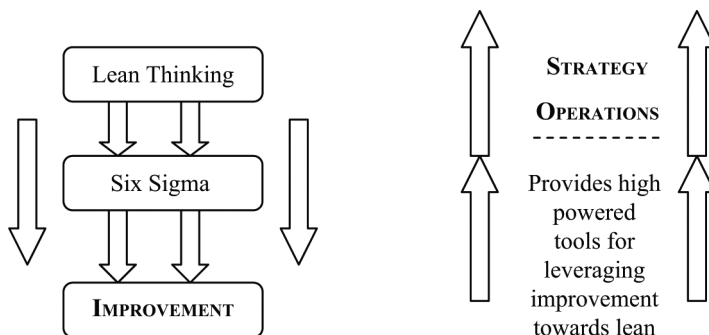 Lean Thinking
Six Sigma
IMPROVEMENT
STRATEGY
OPERATIONS
Provides high
powered
tools for
leveraging
improvement
towards lean